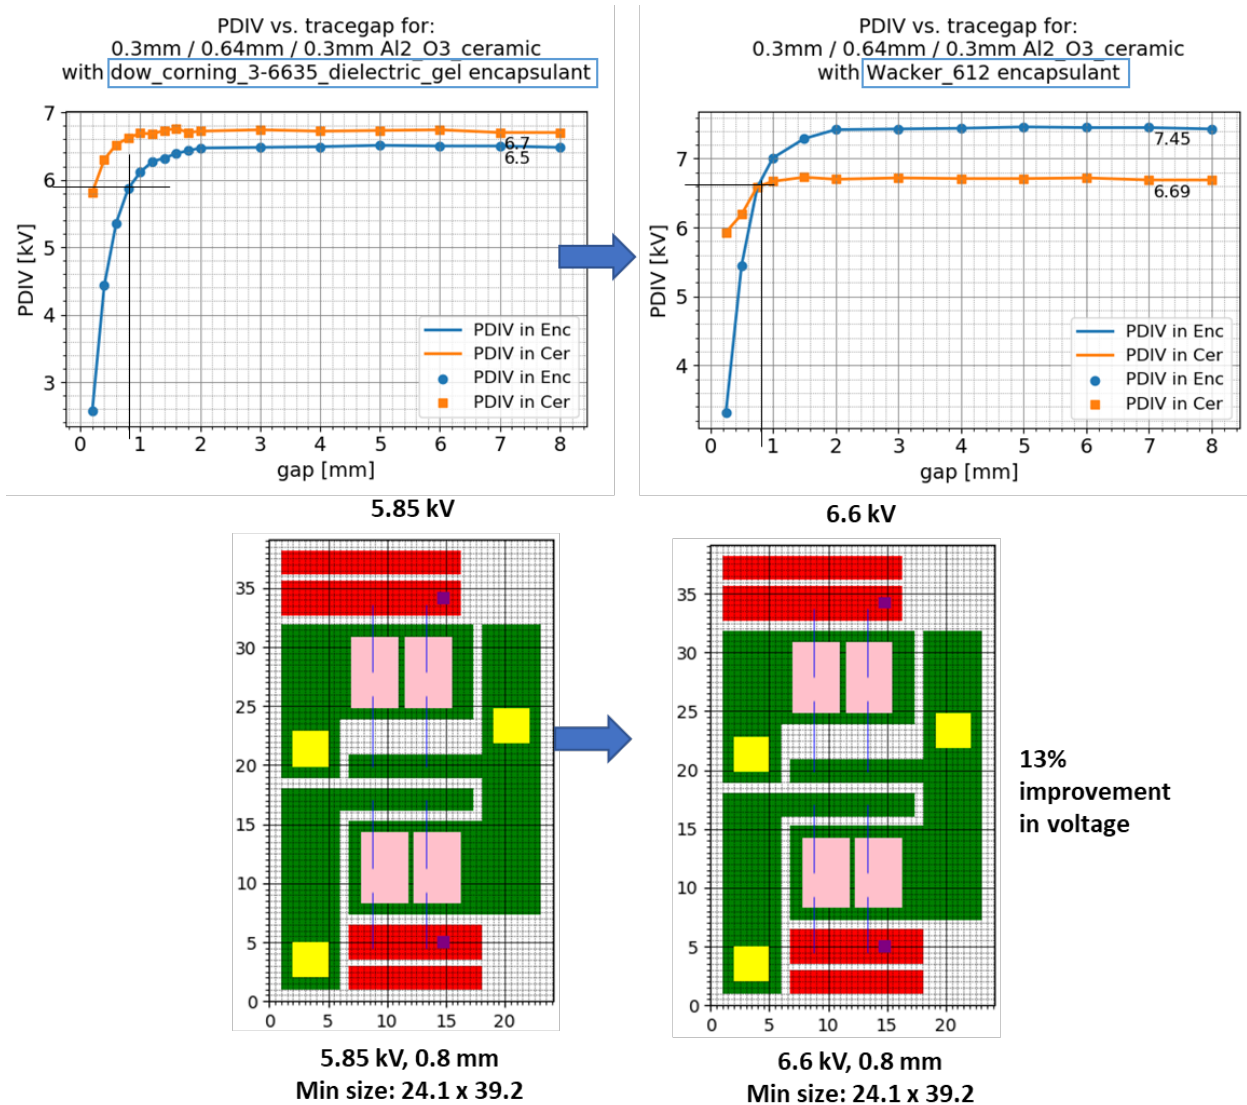 PDIV vs. tracegap for:
0.3mm / 0.64mm / 0.3mm Al2_O3_ceramic
with dow_corning_3-6635_dielectric_gel encapsulant
7
6
5
4
3
PDIV [kV]
6.7
6.5
PDIV in Enc
PDIV in Cer
PDIV in Enc
PDIV in Cer
0 1 2 3 4 5 6 7 8
gap [mm]
5.85 kV
PDIV vs. tracegap for:
0.3mm / 0.64mm / 0.3mm Al2_O3_ceramic
with Wacker_612 encapsulant
7
6
5
4
PDIV [kV]
7.45
6.69
PDIV in Enc
PDIV in Cer
PDIV in Enc
PDIV in Cer
0 1 2 3 4 5 6 7 8
gap [mm]
6.6 kV
35
30
25
20
15
10
5
0
0 5 10 15 20
5.85 kV, 0.8 mm
Min size: 24.1 x 39.2
35
30
25
20
15
10
5
0
0 5 10 15 20
6.6 kV, 0.8 mm
Min size: 24.1 x 39.2
13%
improvement
in voltage